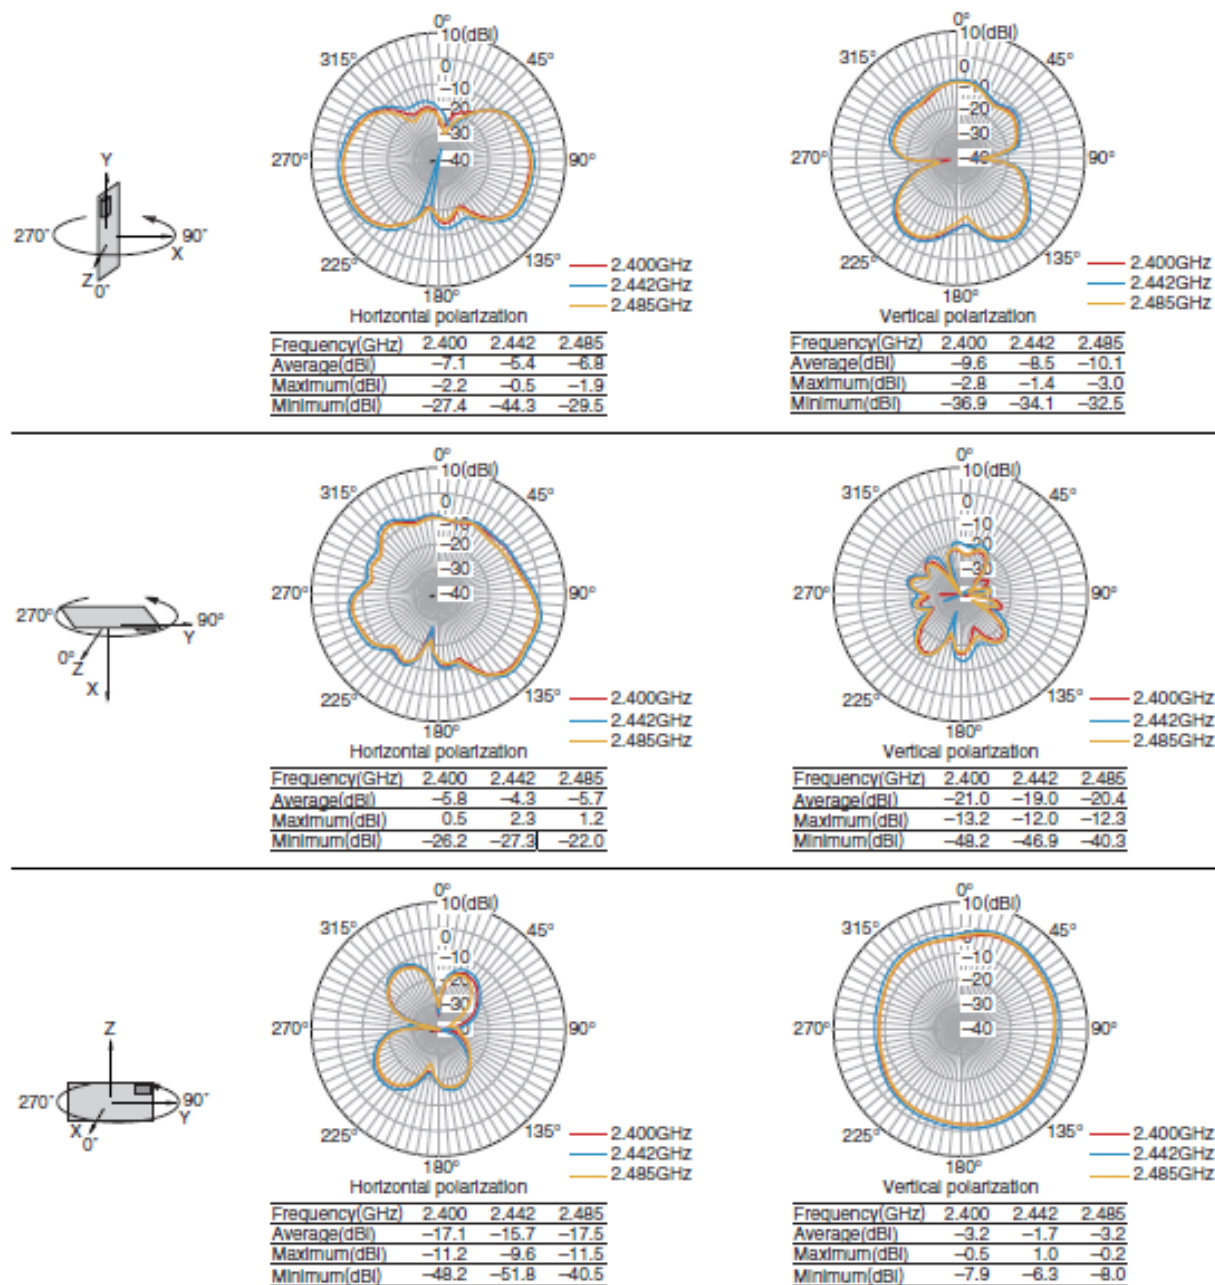 0°
10(dBi)
315° 0 45°
−10
−20
−30
270° −40 90°
225° 135°
180°
Horizontal polarization
2.400GHz
2.442GHz
2.485GHz
Frequency(GHz) 2.400 2.442 2.485
Average(dBi) −7.1 −5.4 −6.8
Maximum(dBi) −2.2 −0.5 −1.9
Minimum(dBi) −27.4 −44.3 −29.5
0°
10(dBi)
315° 0 45°
−10
−20
−30
270° −40 90°
225° 135°
180°
Vertical polarization
2.400GHz
2.442GHz
2.485GHz
Frequency(GHz) 2.400 2.442 2.485
Average(dBi) −9.6 −8.5 −10.1
Maximum(dBi) −2.8 −1.4 −3.0
Minimum(dBi) −36.9 −34.1 −32.5
Y
270° 90°
X
Z
0°
0°
10(dBi)
315° 0 45°
−10
−20
−30
270° −40 90°
225° 135°
180°
Horizontal polarization
2.400GHz
2.442GHz
2.485GHz
Frequency(GHz) 2.400 2.442 2.485
Average(dBi) −5.8 −4.3 −5.7
Maximum(dBi) 0.5 2.3 1.2
Minimum(dBi) −26.2 −27.3 −22.0
0°
10(dBi)
315° 0 45°
−10
−20
−30
270° 90°
225° 135°
180°
Vertical polarization
2.400GHz
2.442GHz
2.485GHz
Frequency(GHz) 2.400 2.442 2.485
Average(dBi) −21.0 −19.0 −20.4
Maximum(dBi) −13.2 −12.0 −12.3
Minimum(dBi) −48.2 −46.9 −40.3
270° 90°
Y
0°
Z
X
0°
10(dBi)
315° 0 45°
−10
−20
−30
270° 90°
225° 135°
180°
Horizontal polarization
2.400GHz
2.442GHz
2.485GHz
Frequency(GHz) 2.400 2.442 2.485
Average(dBi) −17.1 −15.7 −17.5
Maximum(dBi) −11.2 −9.6 −11.5
Minimum(dBi) −48.2 −51.8 −40.5
0°
10(dBi)
315° 0 45°
−10
−20
−30
270° −40 90°
225° 135°
180°
Vertical polarization
2.400GHz
2.442GHz
2.485GHz
Frequency(GHz) 2.400 2.442 2.485
Average(dBi) −3.2 −1.7 −3.2
Maximum(dBi) −0.5 1.0 −0.2
Minimum(dBi) −7.9 −6.3 −8.0
Z
270° 90°
X Y
0°